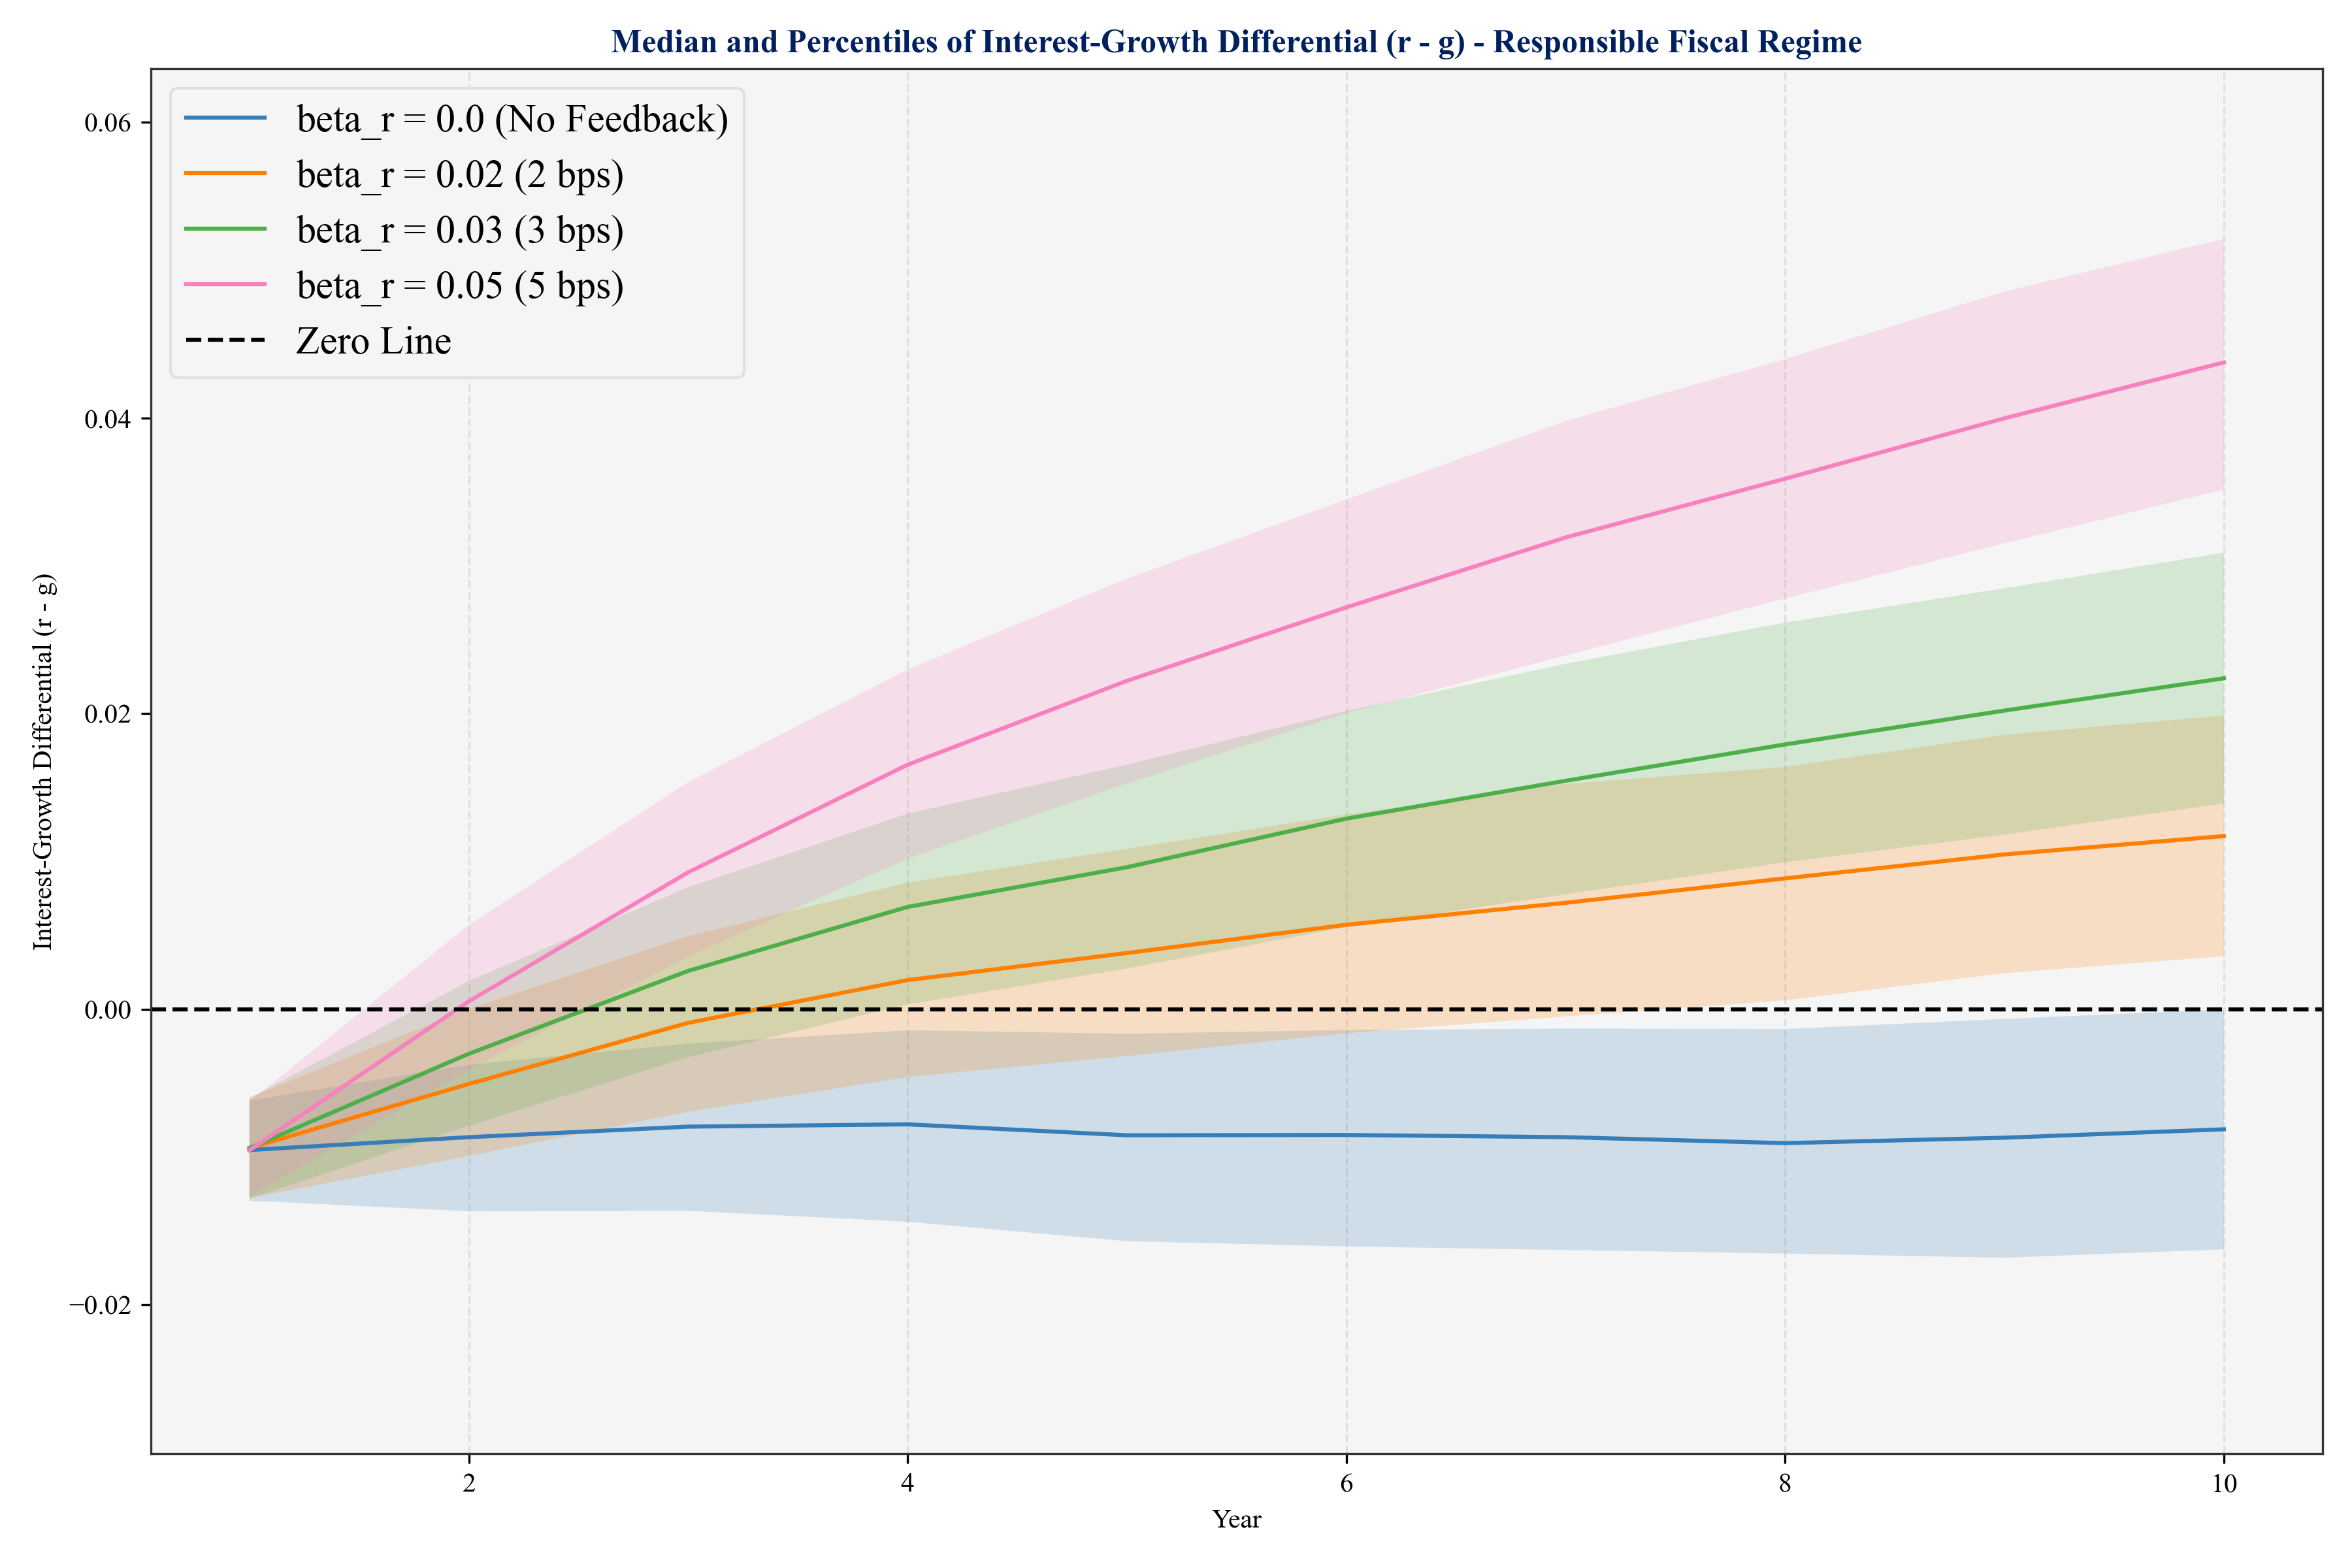 Median and Percentiles of Interest-Growth Differential (r - g) - Responsible Fiscal Regime
beta_r = 0.0 (No Feedback)
beta_r = 0.02 (2 bps)
beta_r = 0.03 (3 bps)
beta_r = 0.05 (5 bps)
Zero Line
Interest-Growth Differential (r - g)
0.06
0.04
0.02
0.00
−0.02
2
4
6
8
10
Year